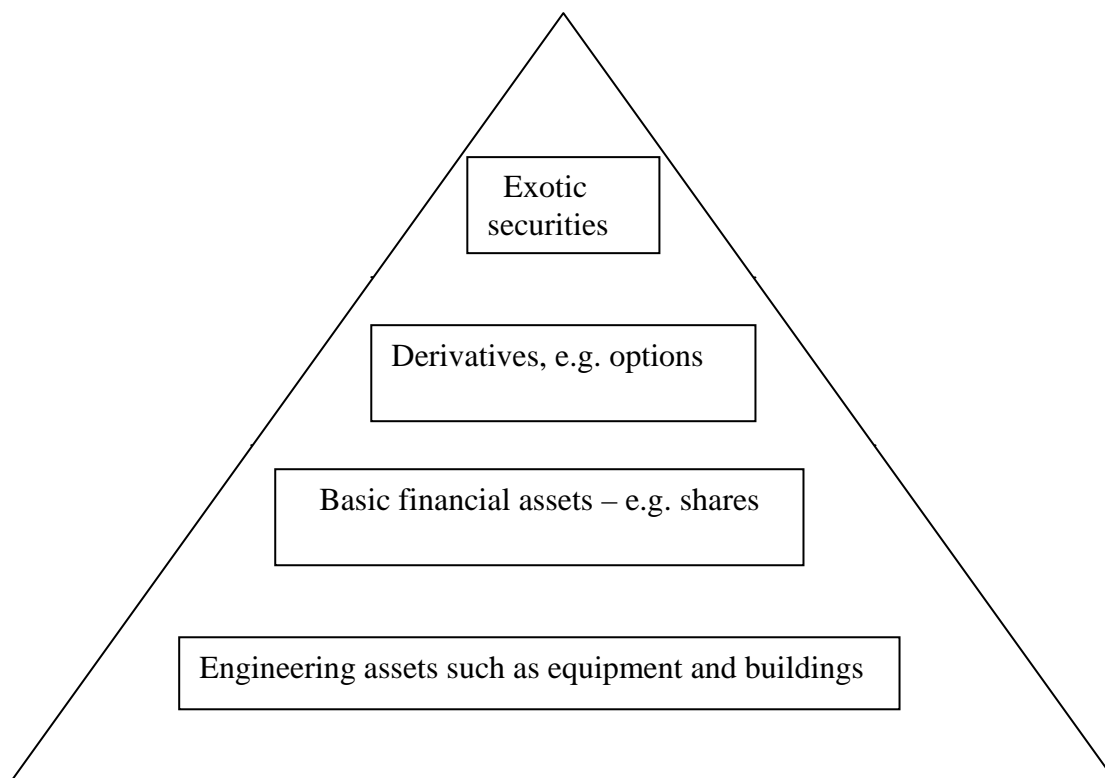 Exotic
securities
Derivatives, e.g. options
Basic financial assets – e.g. shares
Engineering assets such as equipment and buildings